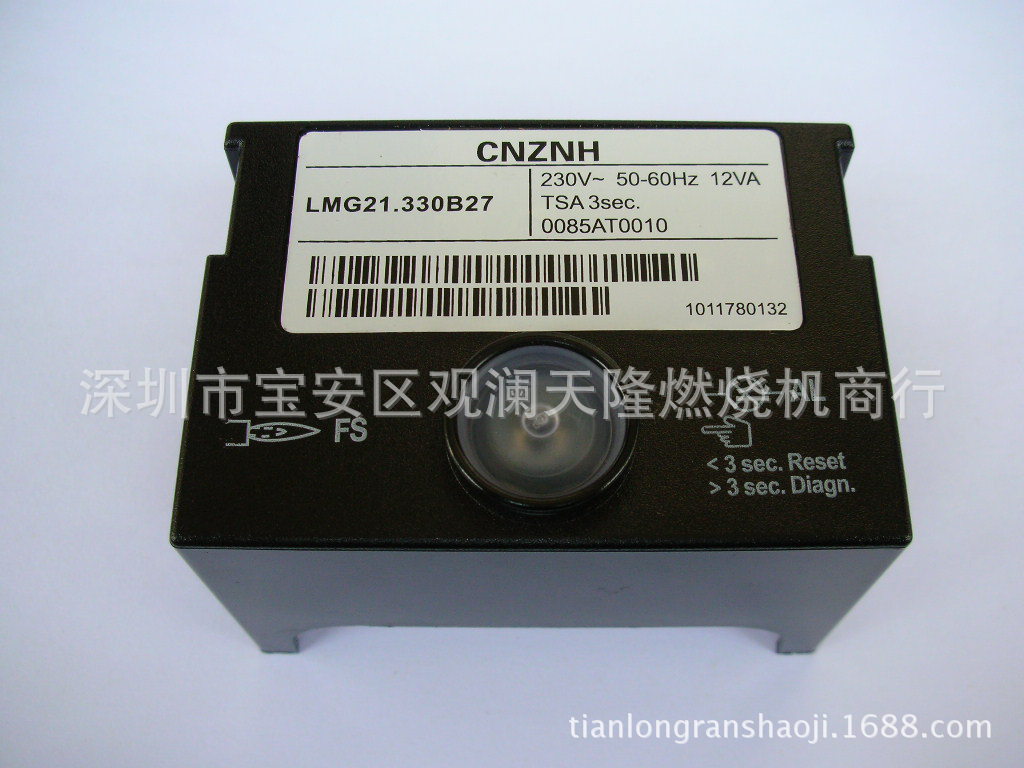 CNZNH
LMG21.330B27
230V~ 50-60Hz 12VA
TSA 3sec.
0085AT0010
1011780132
深圳市宝安区观澜天隆燃烧机商行
FS
AL
< 3 sec. Reset
> 3 sec. Diagn.
tianlongranshaoji.1688.com